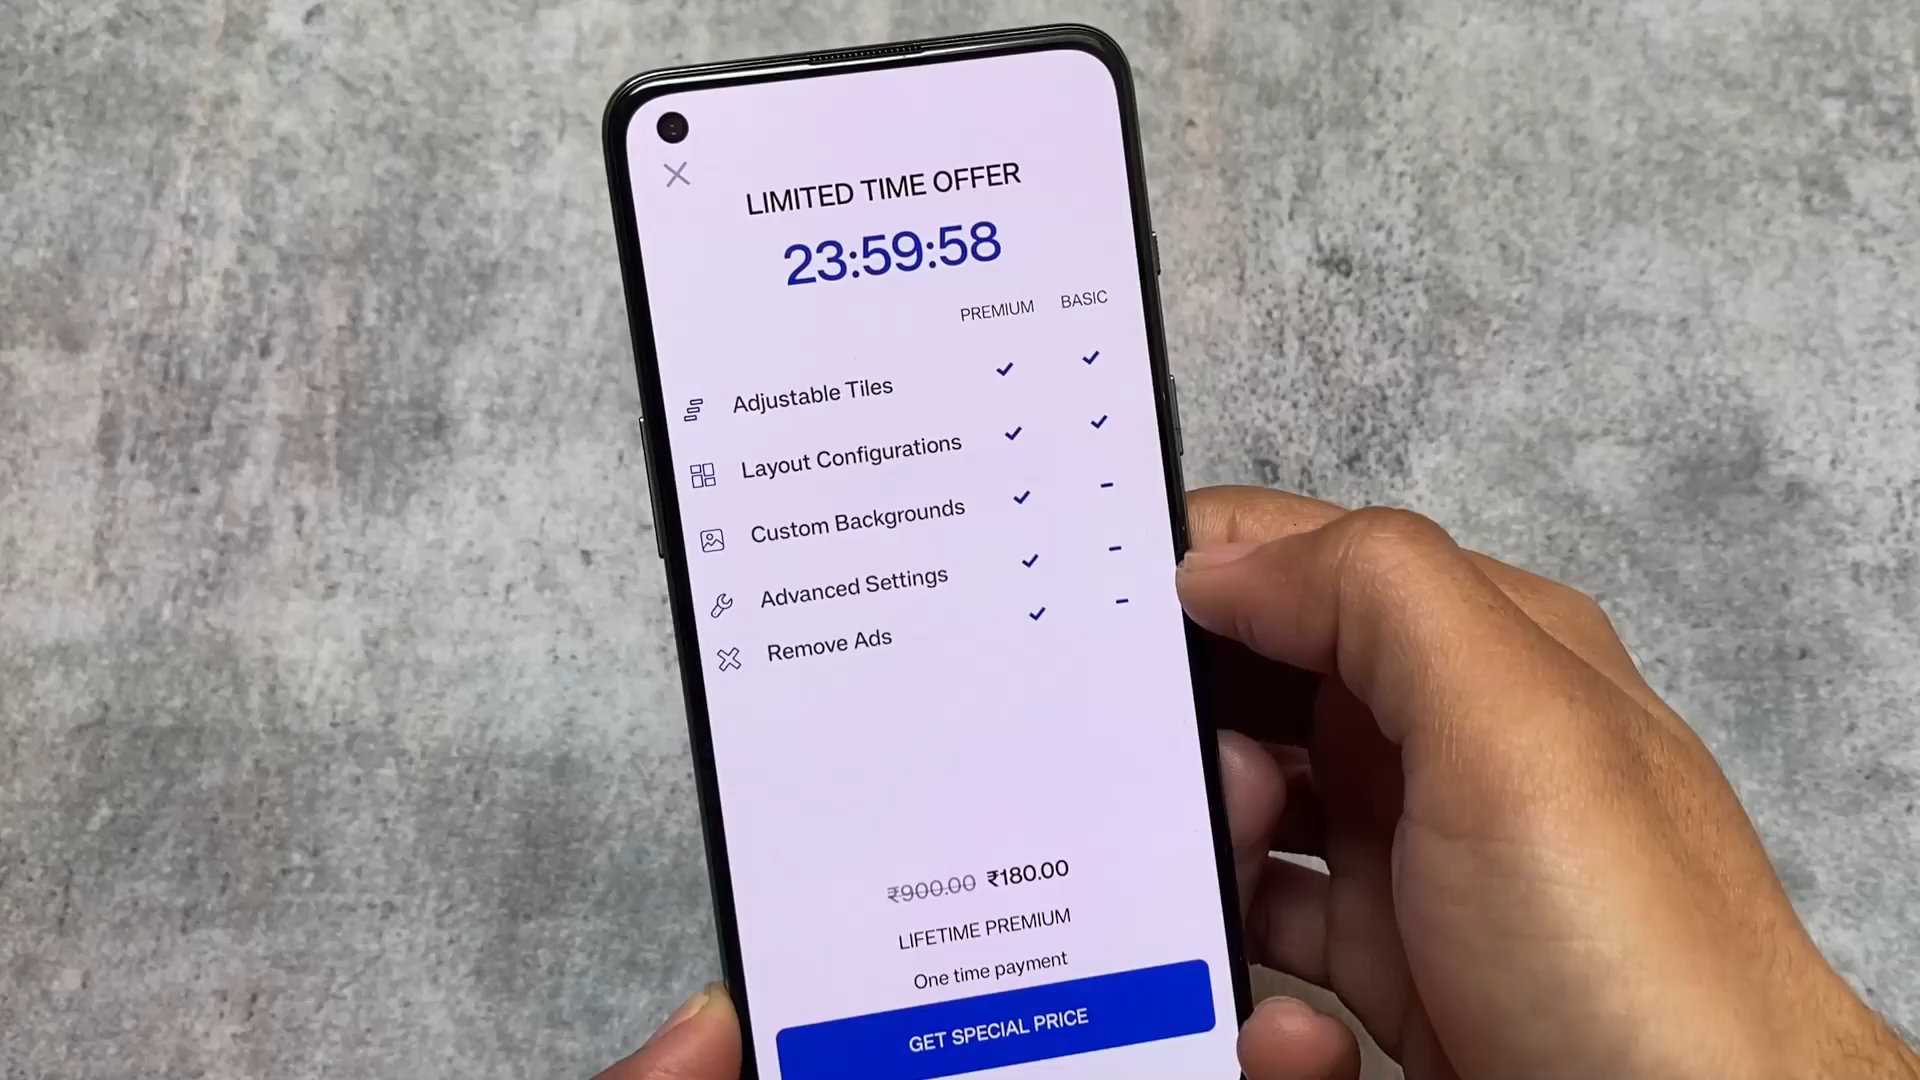 LIMITED TIME OFFER
23:59:58
PREMIUM BASIC
Adjustable Tiles
Layout Configurations
Custom Backgrounds
Advanced Settings
Remove Ads
₹900.00 ₹180.00
LIFETIME PREMIUM
One time payment
GET SPECIAL PRICE